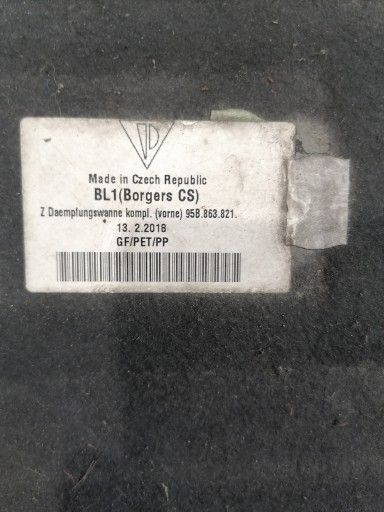 Made in Czech Republic
BL1(Borgers CS)
Z Daempfungswanne kompl. (vorne) 95B.863.821.
13. 2.2018
GF/PET/PP